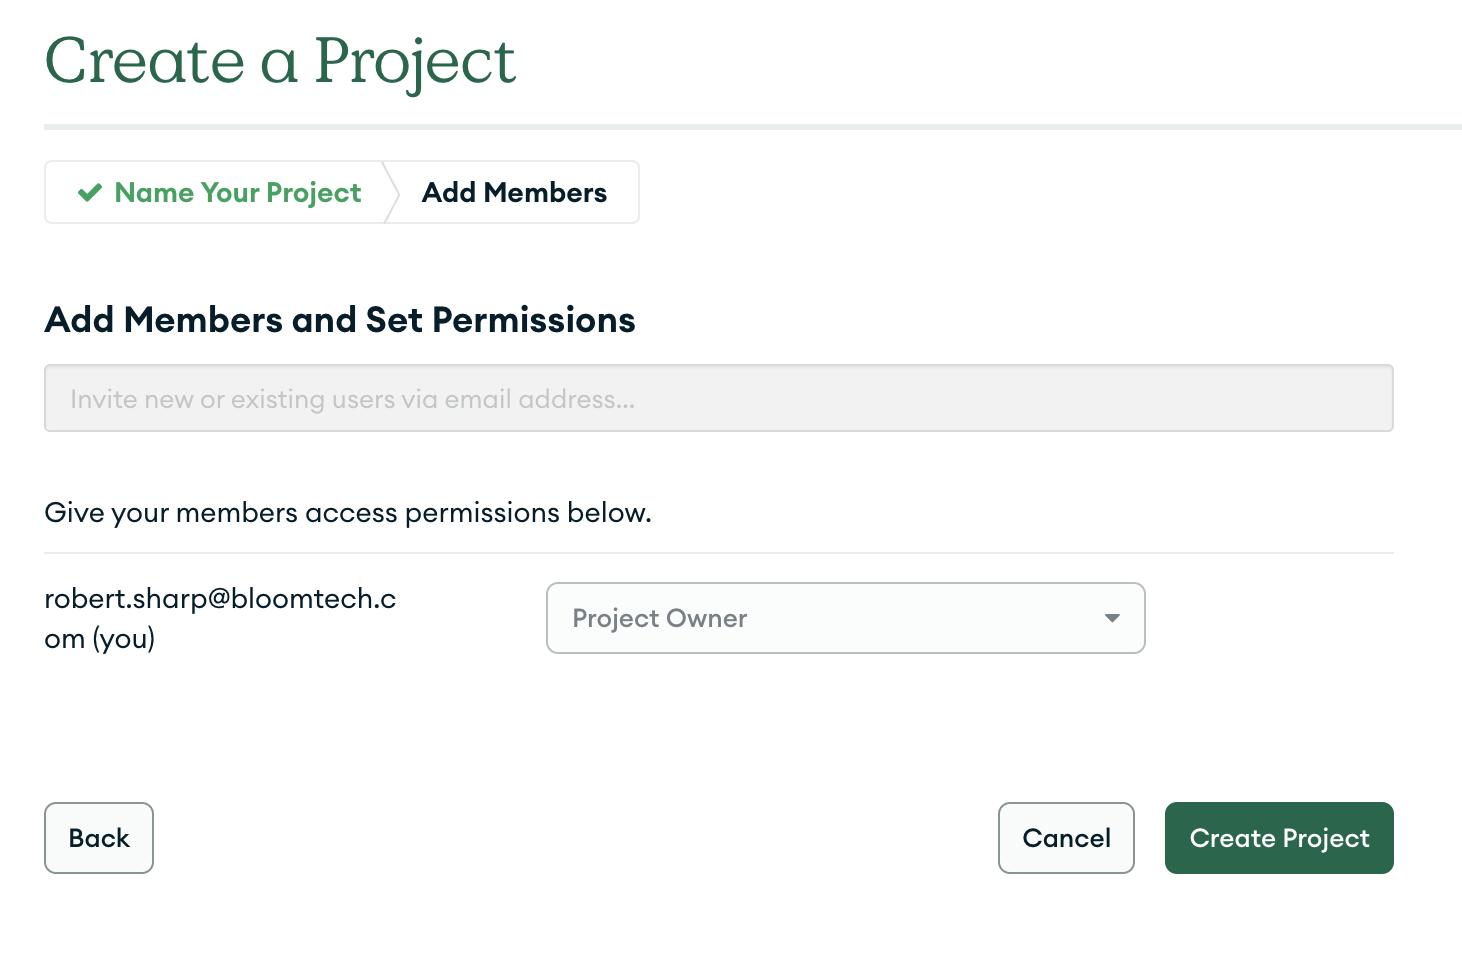 Create a Project
Name Your Project
Add Members
Add Members and Set Permissions
Invite new or existing users via email address...
Give your members access permissions below.
robert.sharp@bloomtech.c
om (you)
Project Owner
Back
Cancel
Create Project